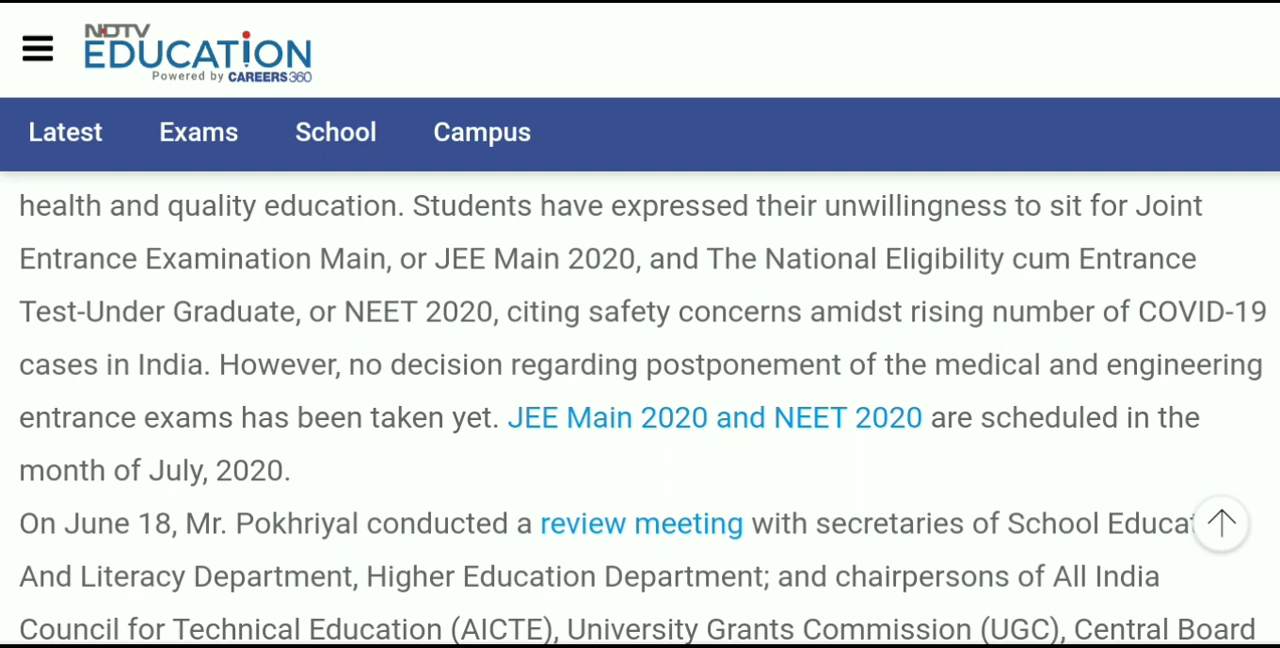 NDTV
EDUCATION
Powered by CAREERS360
Latest Exams School Campus
health and quality education. Students have expressed their unwillingness to sit for Joint
Entrance Examination Main, or JEE Main 2020, and The National Eligibility cum Entrance
Test-Under Graduate, or NEET 2020, citing safety concerns amidst rising number of COVID-19
cases in India. However, no decision regarding postponement of the medical and engineering
entrance exams has been taken yet. JEE Main 2020 and NEET 2020 are scheduled in the
month of July, 2020.
On June 18, Mr. Pokhriyal conducted a review meeting with secretaries of School
And Literacy Department, Higher Education Department; and chairpersons of All India
Council for Technical Education (AICTE), University Grants Commission (UGC), Central Board